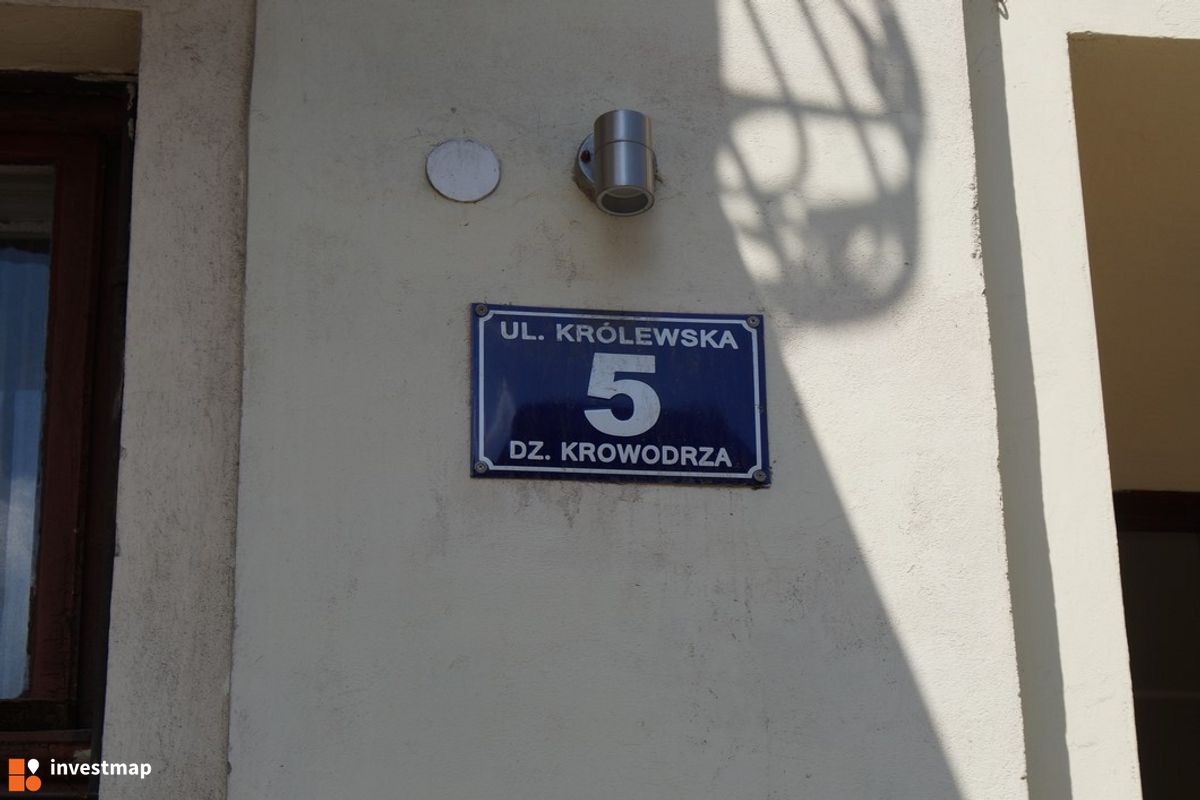 UL. KRÓLEWSKA
5
DZ. KROWODRZA
investmap